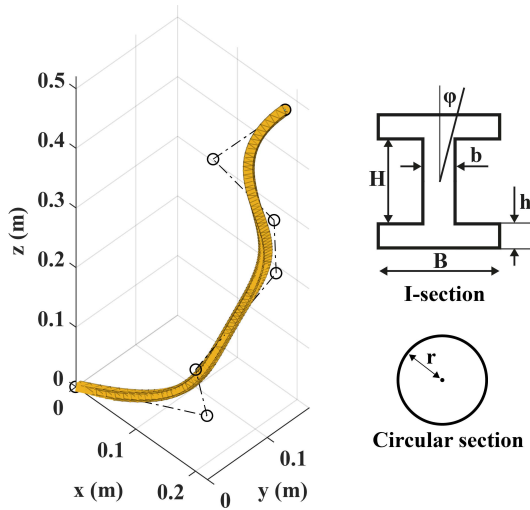 0.5
0.4
0.3
0.2
0.1
0
0
z (m)
0.1
0.2
x (m)
0
0.1
y (m)
φ
H
b
h
B
I-section
r
Circular section